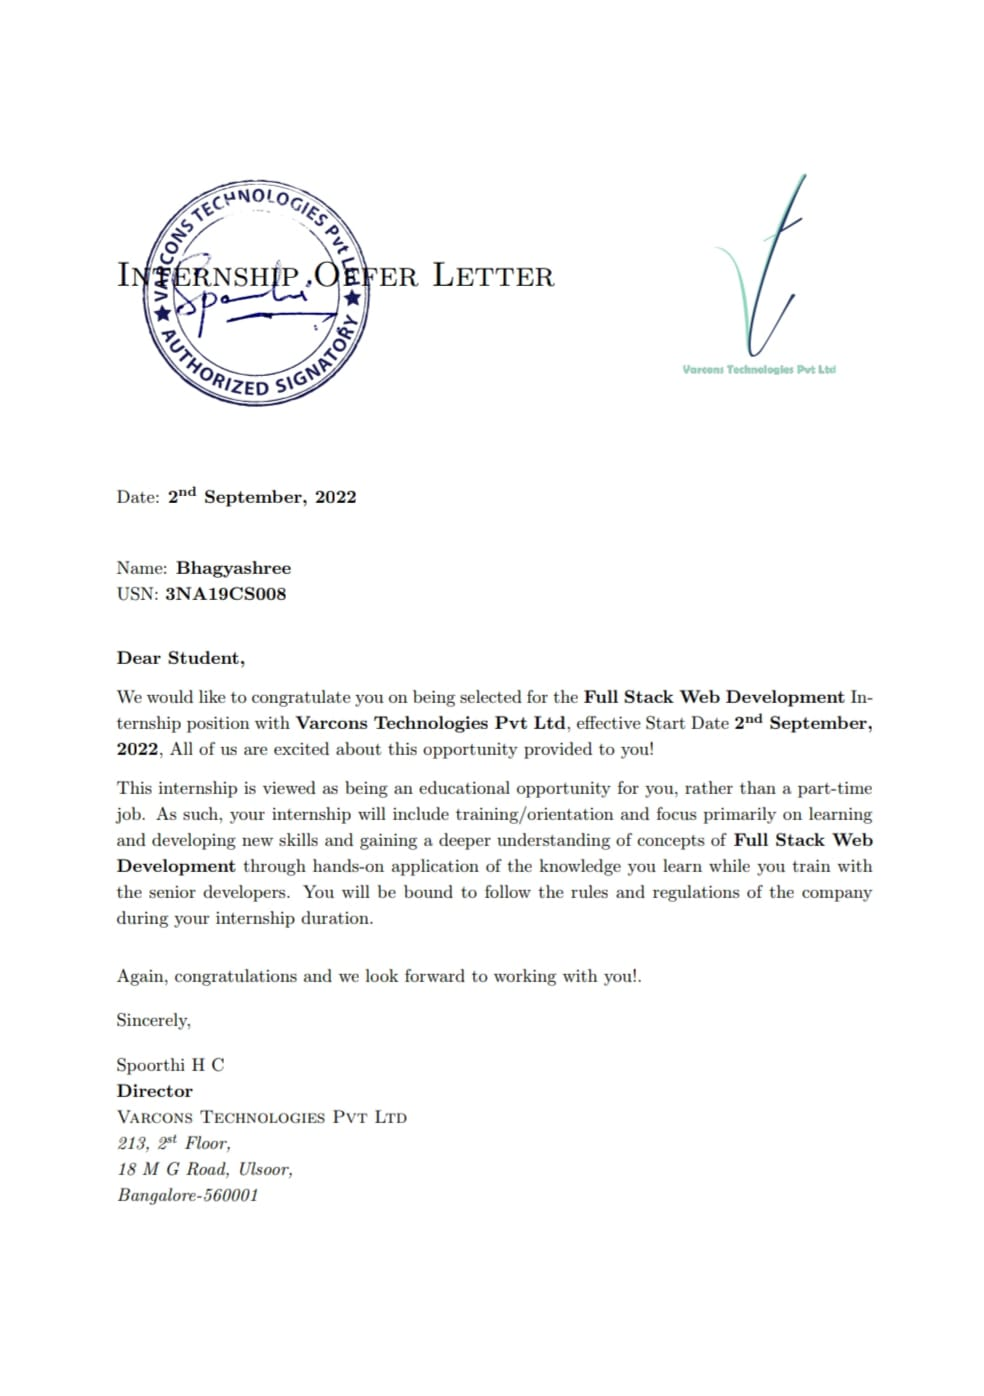 VARCONS TECHNOLOGIES Pvt Ltd
INTERNSHIP OFFER LETTER
AUTHORIZED SIGNATORY
Varcons Technologies Pvt Ltd
Date: 2nd September, 2022
Name: Bhagyashree
USN: 3NA19CS008
Dear Student,
We would like to congratulate you on being selected for the Full Stack Web Development In-
ternship position with Varcons Technologies Pvt Ltd, effective Start Date 2nd September,
2022, All of us are excited about this opportunity provided to you!
This internship is viewed as being an educational opportunity for you, rather than a part-time
job. As such, your internship will include training/orientation and focus primarily on learning
and developing new skills and gaining a deeper understanding of concepts of Full Stack Web
Development through hands-on application of the knowledge you learn while you train with
the senior developers. You will be bound to follow the rules and regulations of the company
during your internship duration.
Again, congratulations and we look forward to working with you!.
Sincerely,
Spoorthi H C
Director
VARCONS TECHNOLOGIES PVT LTD
213, 2st Floor,
18 M G Road, Ulsoor,
Bangalore-560001